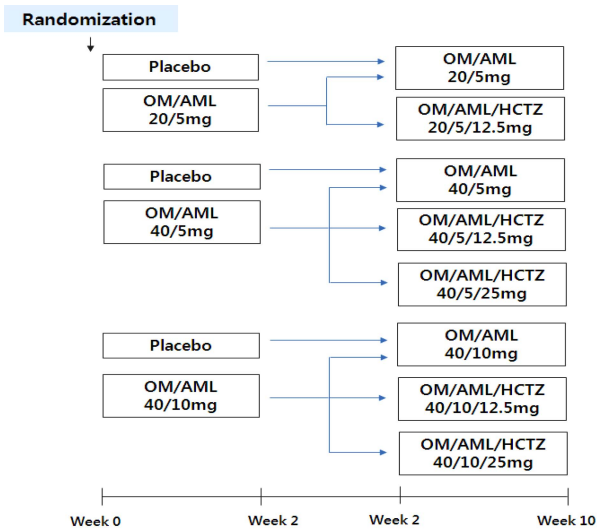 Randomization
Placebo
OM/AML
20/5mg
OM/AML
20/5mg
OM/AML/HCTZ
20/5/12.5mg
Placebo
OM/AML
40/5mg
OM/AML
40/5mg
OM/AML/HCTZ
40/5/12.5mg
OM/AML/HCTZ
40/5/25mg
Placebo
OM/AML
40/10mg
OM/AML
40/10mg
OM/AML/HCTZ
40/10/12.5mg
OM/AML/HCTZ
40/10/25mg
Week 0
Week 2
Week 2
Week 10